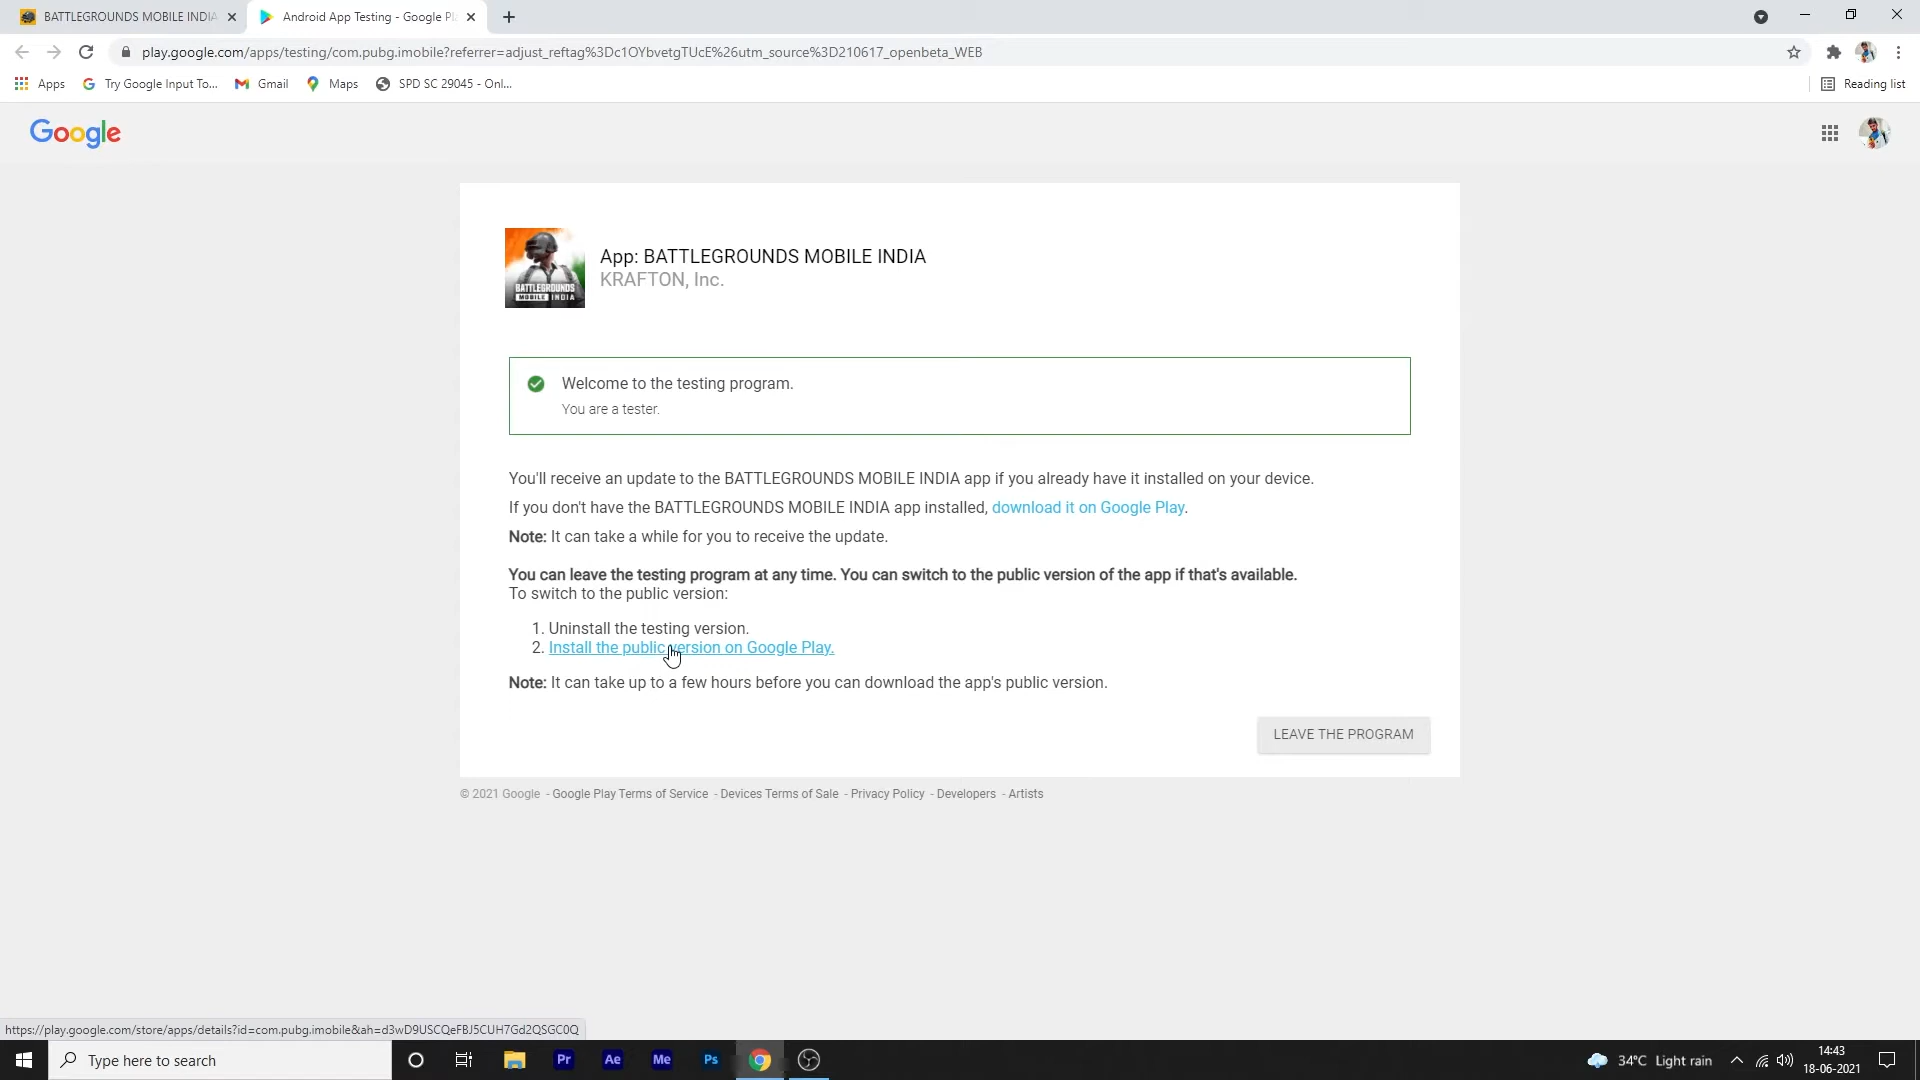 BATTLEGROUNDS MOBILE INDIA
Android App Testing - Google Pl
play.google.com/apps/testing/com.pubg.imobile?referrer=adjust_reftag%3Dc1OYbvetgTUcE%26utm_source%3D210617_openbeta_WEB
Apps
Try Google Input To...
Gmail
Maps
SPD SC 29045 - Onl...
Reading list
Google
BATTLEGROUNDS
MOBILE INDIA
App: BATTLEGROUNDS MOBILE INDIA
KRAFTON, Inc.
Welcome to the testing program.
You are a tester.
You'll receive an update to the BATTLEGROUNDS MOBILE INDIA app if you already have it installed on your device.
If you don't have the BATTLEGROUNDS MOBILE INDIA app installed, download it on Google Play.
Note: It can take a while for you to receive the update.
You can leave the testing program at any time. You can switch to the public version of the app if that's available.
To switch to the public version:
1. Uninstall the testing version.
2. Install the public version on Google Play.
Note: It can take up to a few hours before you can download the app's public version.
LEAVE THE PROGRAM
© 2021 Google - Google Play Terms of Service - Devices Terms of Sale - Privacy Policy - Developers - Artists
https://play.google.com/store/apps/details?id=com.pubg.imobile&ah=d3wD9USCQeFBJ5CUH7Gd2QSGC0Q
Type here to search
Pr
Ae
Me
Ps
34°C Light rain
14:43
18-06-2021